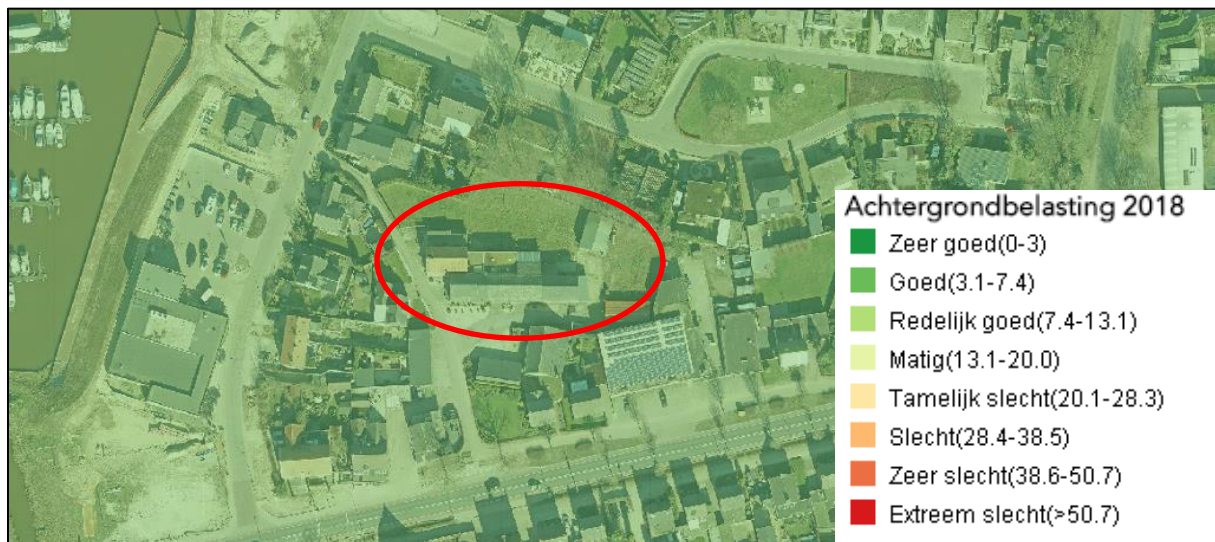 Achtergrondbelasting 2018
Zeer goed(0-3)
Goed(3.1-7.4)
Redelijk goed(7.4-13.1)
Matig(13.1-20.0)
Tamelijk slecht(20.1-28.3)
Slecht(28.4-38.5)
Zeer slecht(38.6-50.7)
Extreem slecht(>50.7)